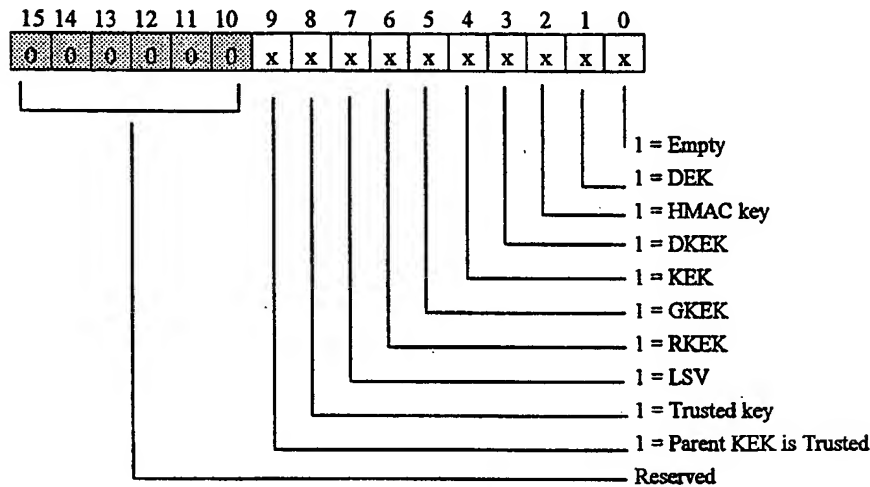 15 14 13 12 11 10 9 8 7 6 5 4 3 2 1 0
0 0 0 0 0 0 x x x x x x x x x x
1 = Empty
1 = DEK
1 = HMAC key
1 = DKEK
1 = KEK
1 = GKEK
1 = RKEK
1 = LSV
1 = Trusted key
1 = Parent KEK is Trusted
Reserved